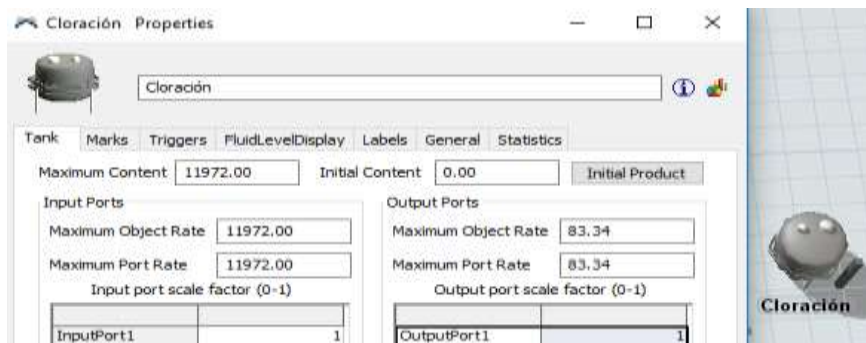 Cloración Properties
Cloración
Tank Marks Triggers FluidLevelDisplay Labels General Statistics
Maximum Content 11972.00 Initial Content 0.00 Initial Product
Input Ports Output Ports
Maximum Object Rate 11972.00 Maximum Object Rate 83.34
Maximum Port Rate 11972.00 Maximum Port Rate 83.34
Input port scale factor (0-1) Output port scale factor (0-1)
InputPort1 1 OutputPort1 1
Cloración